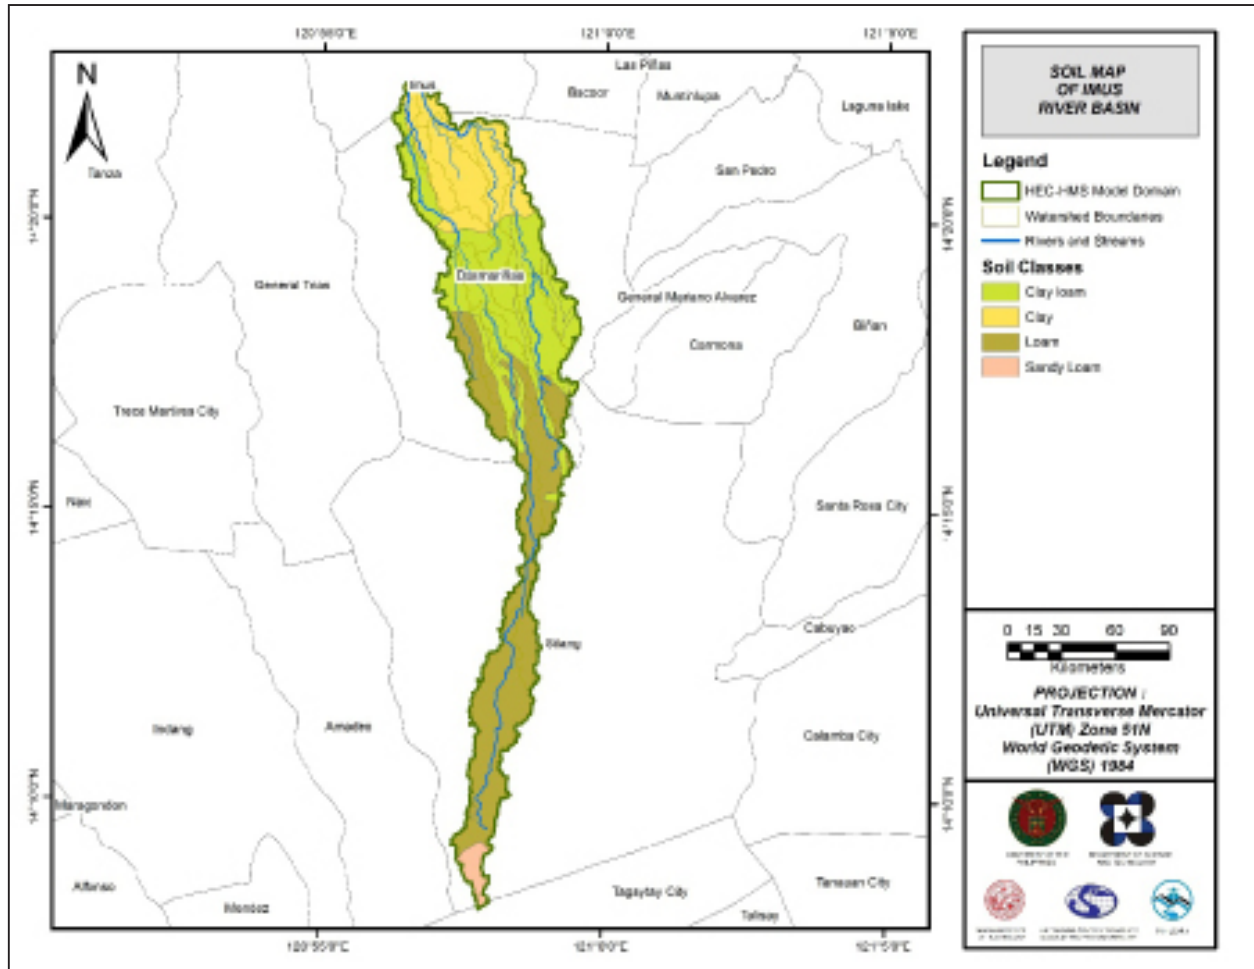 120°55'0"E 121°0'0"E 121°5'0"E
N
Imus
Las Piñas
Bacoor
Muntinlupa
Laguna lake
Tanza
San Pedro
14°20'0"N
14°20'0"N
Dasmariñas
General Trias
General Mariano Alvarez
Biñan
Carmona
Trece Martires City
Naic
Santa Rosa City
14°15'0"N
14°15'0"N
Cabuyao
Silang
Indang
Amadeo
Calamba City
14°10'0"N
14°10'0"N
Maragondon
Alfonso
Mendez
Tagaytay City
Tanauan City
Talisay
120°55'0"E 121°0'0"E 121°5'0"E
SOIL MAP
OF IMUS
RIVER BASIN
Legend
HEC-HMS Model Domain
Watershed Boundaries
Rivers and Streams
Soil Classes
Clay loam
Clay
Loam
Sandy Loam
0 15 30 60 90
Kilometers
PROJECTION :
Universal Transverse Mercator
(UTM) Zone 51N
World Geodetic System
(WGS) 1984